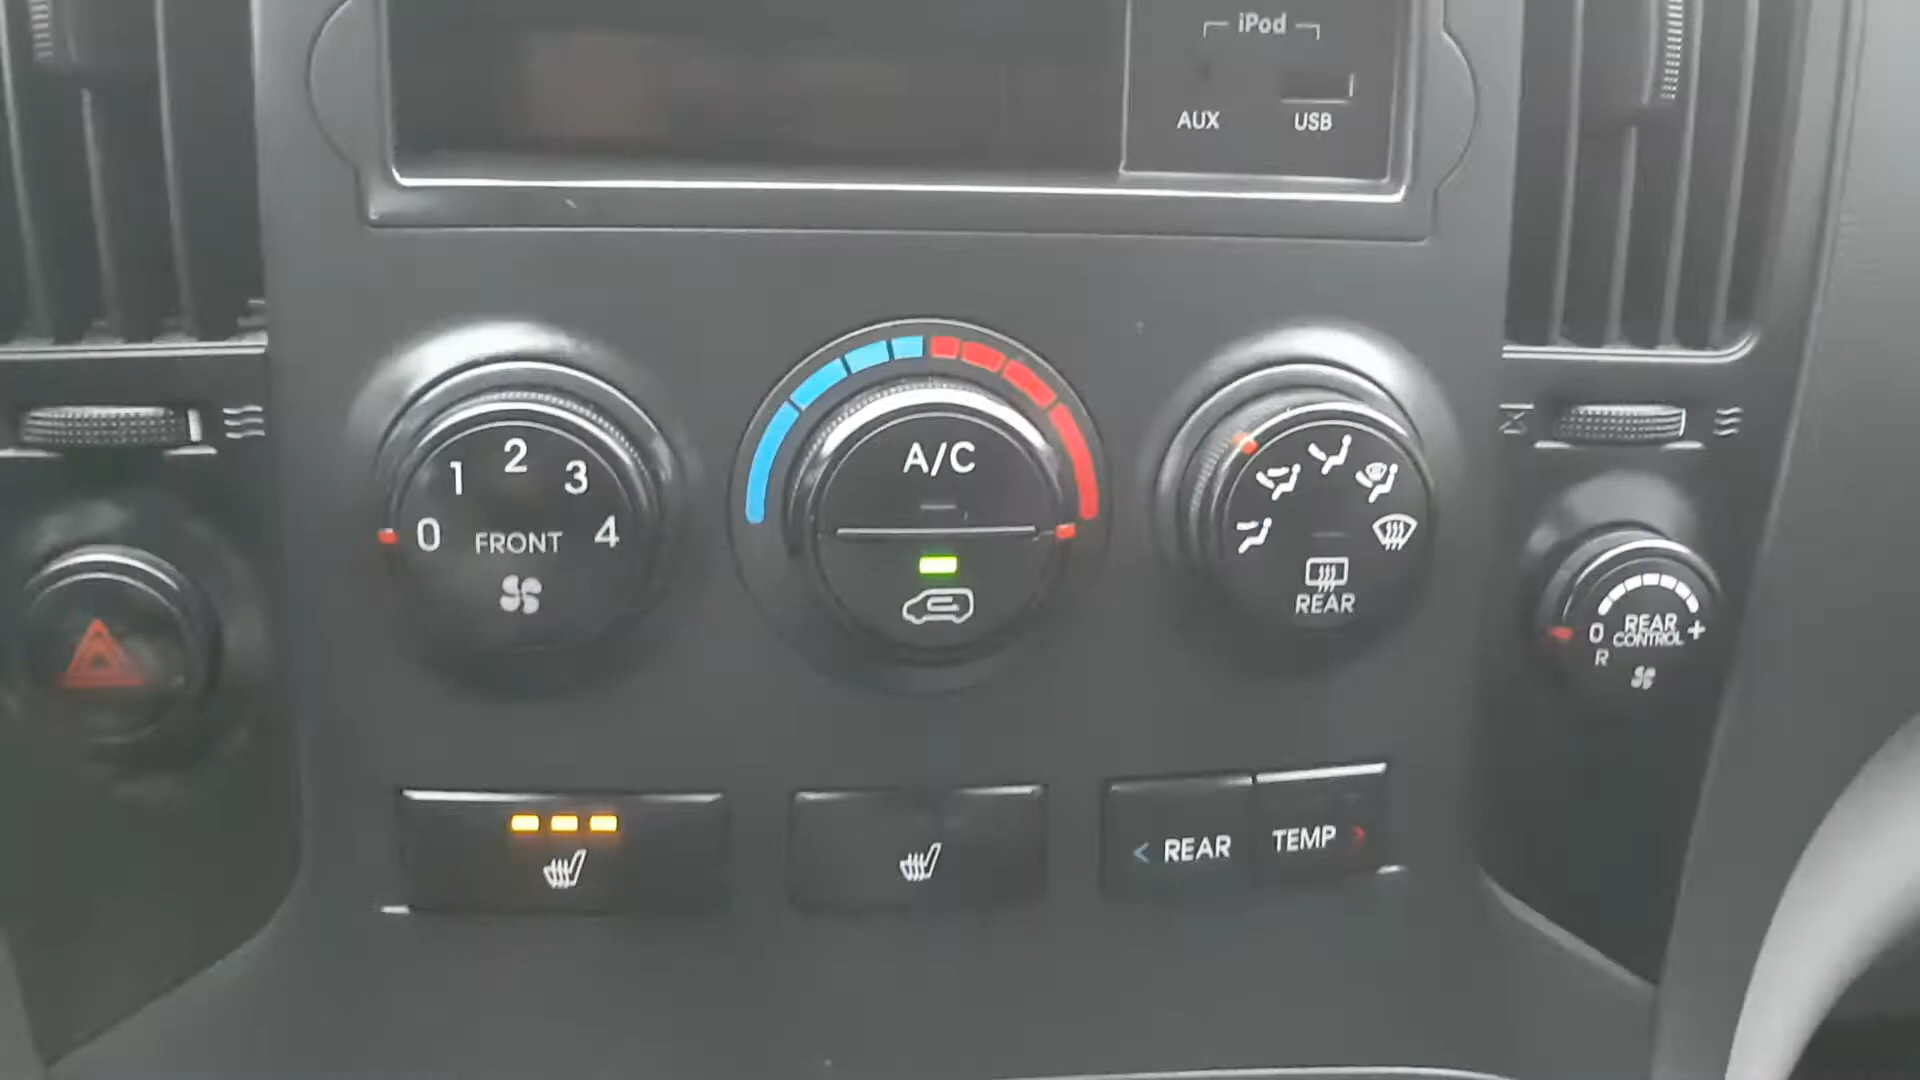 iPod
AUX USB
0 1 2 3 4
FRONT
A/C
REAR
0 REAR CONTROL +
R
< REAR TEMP >